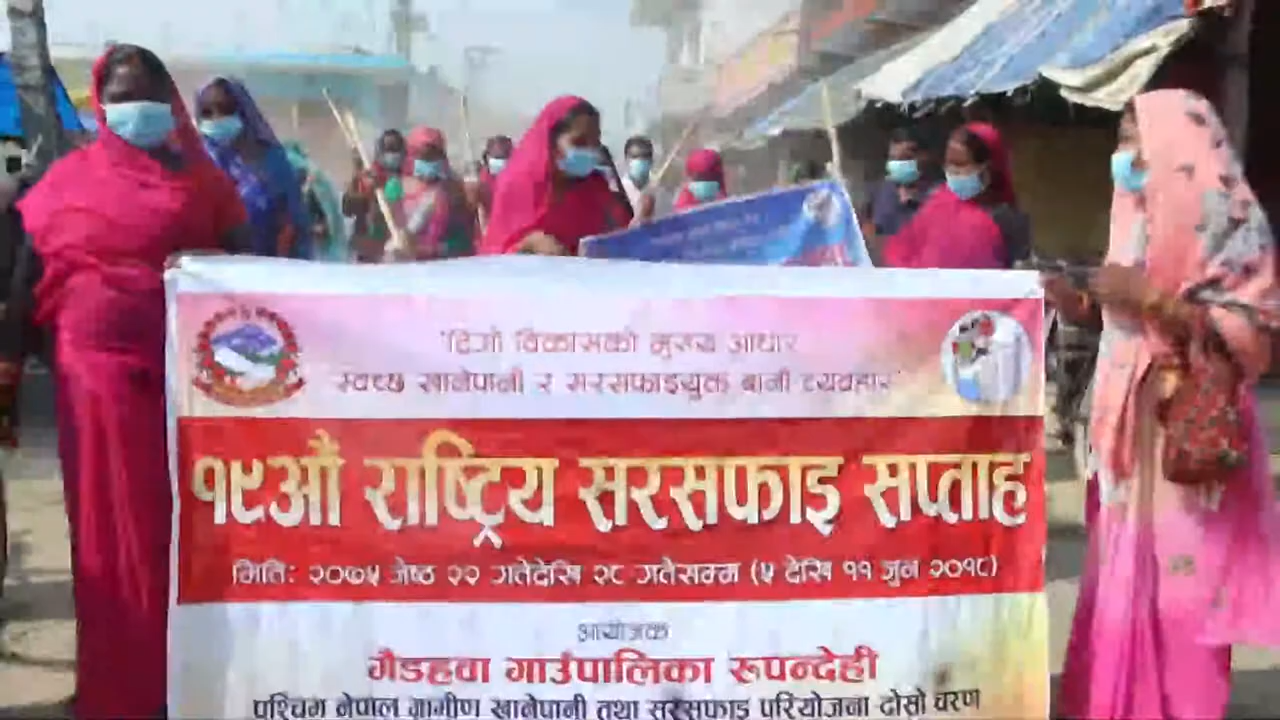 "दिगो विकासको मुख्य आधार
स्वच्छ खानेपानी र सरसफाइयुक्त बानी व्यवहार"
१९औं राष्ट्रिय सरसफाइ सप्ताह
मितिः २०७५ जेष्ठ २२ गतेदेखि २८ गतेसम्म (५ देखि ११ जुन २०१८)
आयोजक
गैडहवा गाउँपालिका रुपन्देही
पश्चिम नेपाल ग्रामीण खानेपानी तथा सरसफाइ परियोजना दोस्रो चरण